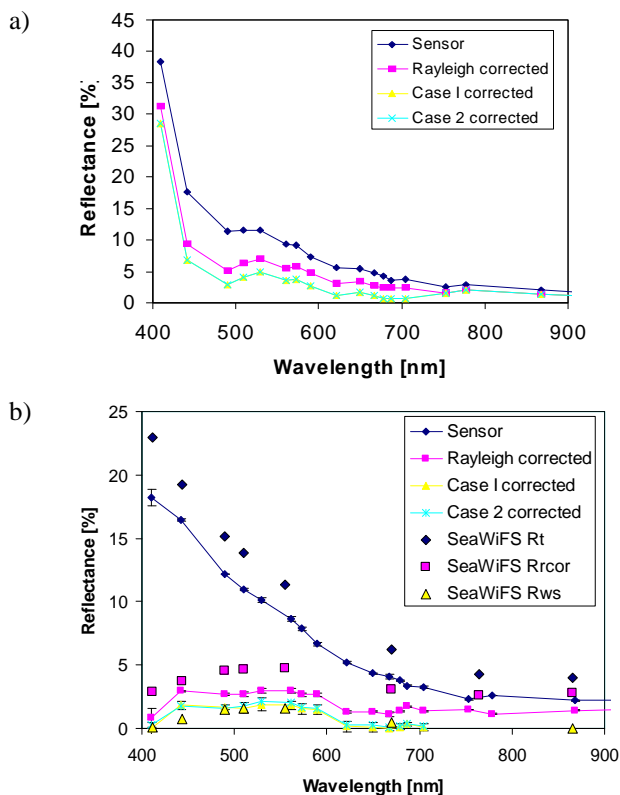 a)
Reflectance [%]
45
40
35
30
25
20
15
10
5
0
400
500
600
700
800
900
Wavelength [nm]
Sensor
Rayleigh corrected
Case I corrected
Case 2 corrected
b)
Reflectance [%]
25
20
15
10
5
0
400
500
600
700
800
900
Wavelength [nm]
Sensor
Rayleigh corrected
Case I corrected
Case 2 corrected
SeaWiFS Rt
SeaWiFS Rrcor
SeaWiFS Rws